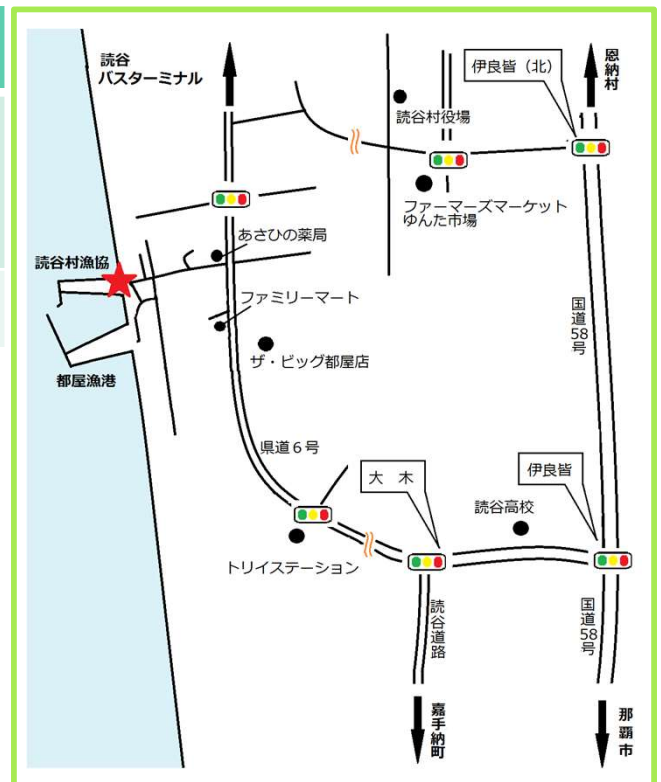 読谷
バスターミナル
伊良皆（北）
恩納村
読谷村役場
ファーマーズマーケット
ゆんた市場
あさひの薬局
読谷村漁協
ファミリーマート
国道58号
ザ・ビッグ都屋店
都屋漁港
県道６号
大　木
伊良皆
読谷高校
トリイステーション
読谷道路
国道58号
嘉手納町
那覇市